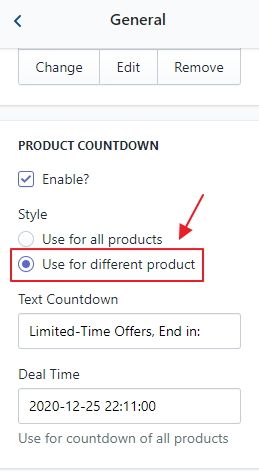 General
Change Edit Remove
PRODUCT COUNTDOWN
Enable?
Style
Use for all products
Use for different product
Text Countdown
Limited-Time Offers, End in:
Deal Time
2020-12-25 22:11:00
Use for countdown of all products